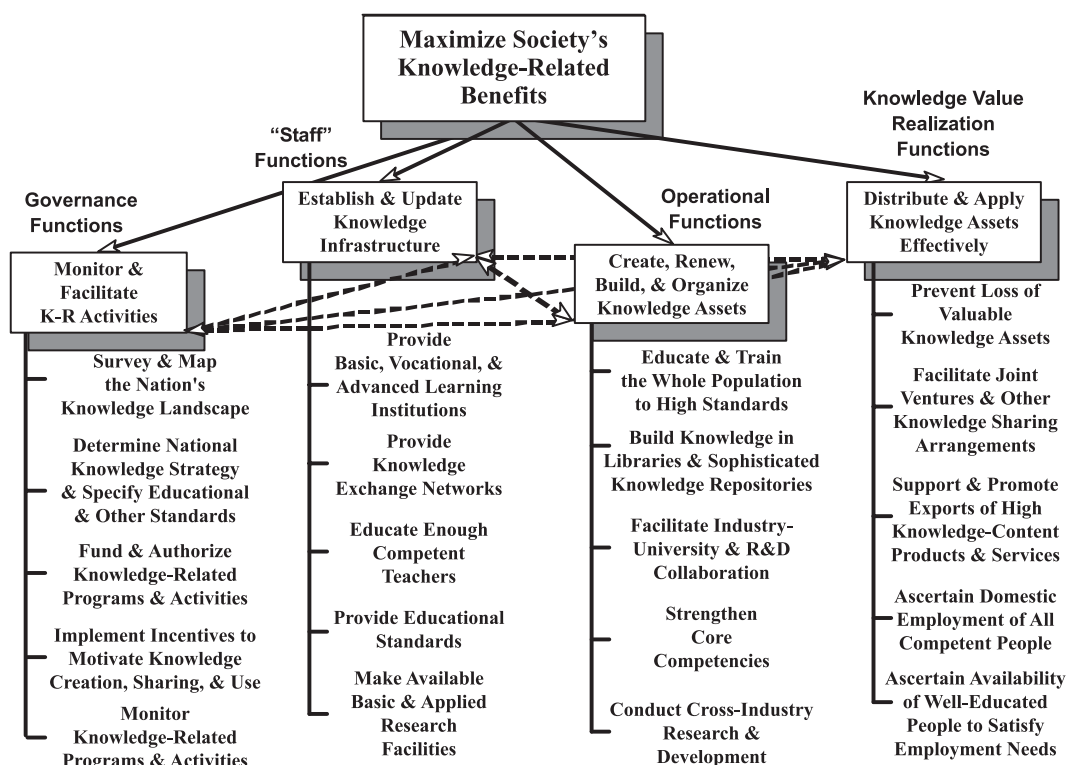 Maximize Society's
Knowledge-Related
Benefits
Governance
Functions
Monitor &
Facilitate
K-R Activities
Survey & Map
the Nation's
Knowledge Landscape
Determine National
Knowledge Strategy
& Specify Educational
& Other Standards
Fund & Authorize
Knowledge-Related
Programs & Activities
Implement Incentives to
Motivate Knowledge
Creation, Sharing, & Use
Monitor
Knowledge-Related
Programs & Activities
“Staff”
Functions
Establish & Update
Knowledge
Infrastructure
Provide
Basic, Vocational, &
Advanced Learning
Institutions
Provide
Knowledge
Exchange Networks
Educate Enough
Competent
Teachers
Provide Educational
Standards
Make Available
Basic & Applied
Research
Facilities
Operational
Functions
Create, Renew,
Build, & Organize
Knowledge Assets
Educate & Train
the Whole Population
to High Standards
Build Knowledge in
Libraries & Sophisticated
Knowledge Repositories
Facilitate Industry-
University & R&D
Collaboration
Strengthen
Core
Competencies
Conduct Cross-Industry
Research &
Development
Knowledge Value
Realization
Functions
Distribute & Apply
Knowledge Assets
Effectively
Prevent Loss of
Valuable
Knowledge Assets
Facilitate Joint
Ventures & Other
Knowledge Sharing
Arrangements
Support & Promote
Exports of High
Knowledge-Content
Products & Services
Ascertain Domestic
Employment of All
Competent People
Ascertain Availability
of Well-Educated
People to Satisfy
Employment Needs